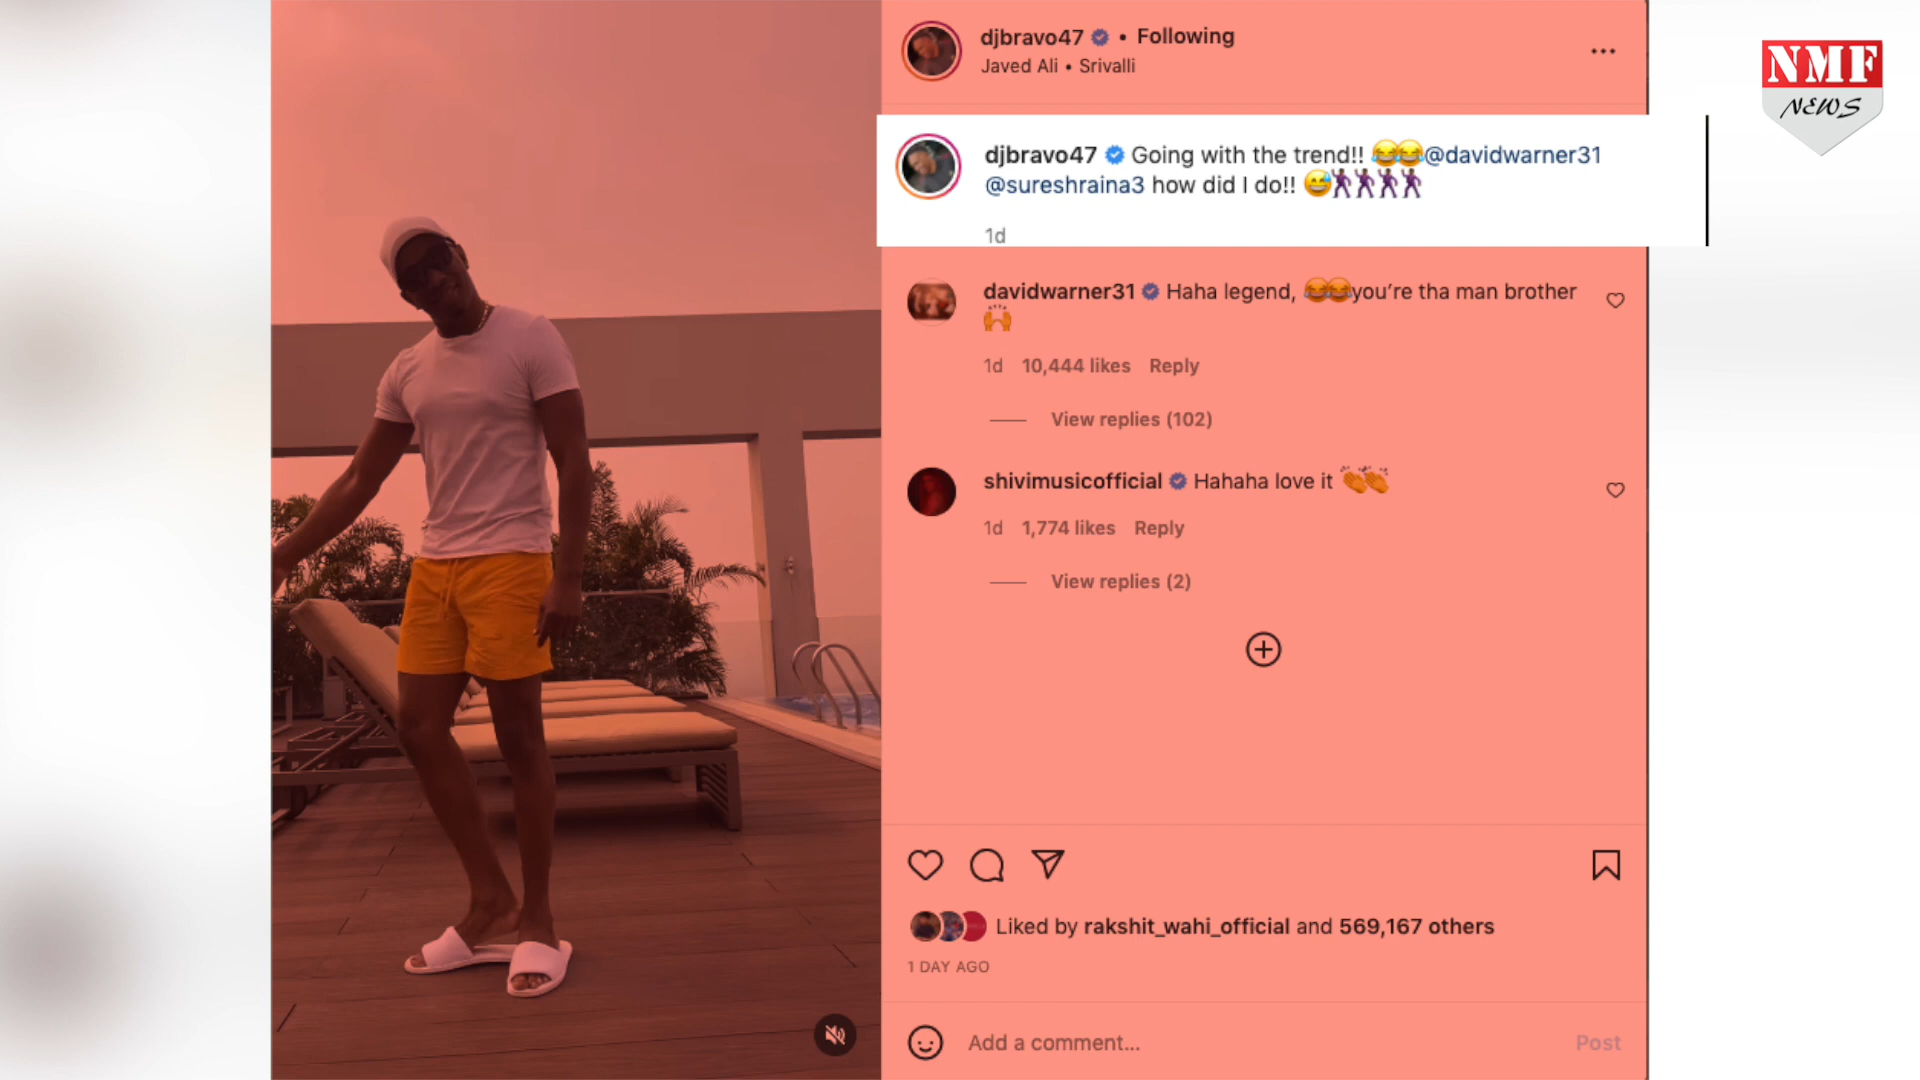 djbravo47 • Following
Javed Ali • Srivalli
djbravo47 Going with the trend!! 😂😂@davidwarner31
@sureshraina3 how did I do!! 😅🕺🏾🕺🏾🕺🏾🕺🏾
1d
davidwarner31 Haha legend, 😂😂you’re tha man brother
🙌
1d 10,444 likes Reply
View replies (102)
shivimusicofficial Hahaha love it 👏👏
1d 1,774 likes Reply
View replies (2)
Liked by rakshit_wahi_official and 569,167 others
1 DAY AGO
Add a comment... Post
NMF
NEWS